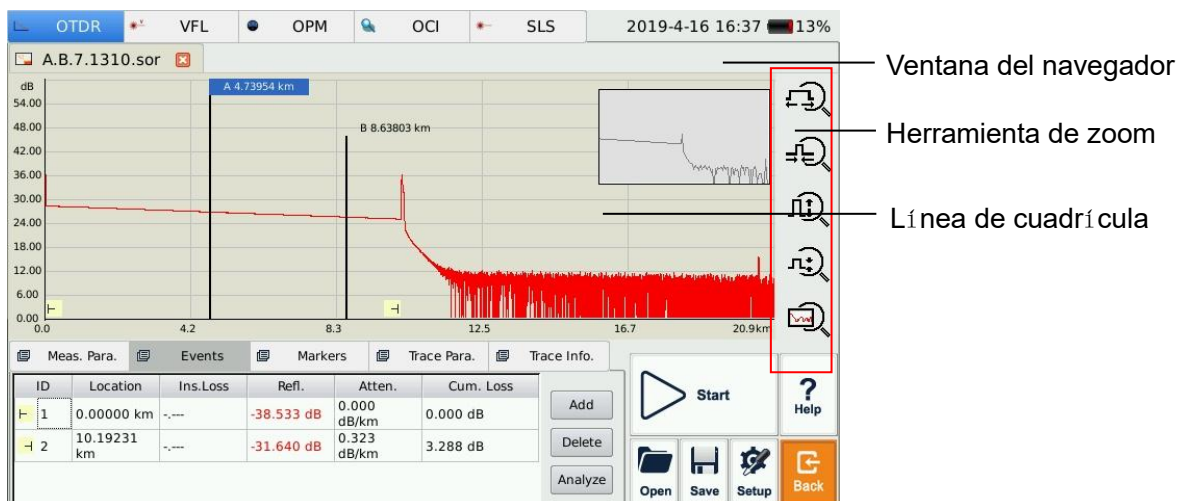 OTDR VFL OPM OCI SLS 2019-4-16 16:37 13%
A.B.7.1310.sor
Ventana del navegador
dB
A 4.73954 km
54.00
48.00
B 8.63803 km
Herramienta de zoom
42.00
36.00
30.00
24.00
Línea de cuadrícula
18.00
12.00
6.00
0.00
0.0 4.2 8.3 12.5 16.7 20.9km
Meas. Para. Events Markers Trace Para. Trace Info.
ID Location Ins.Loss Refl. Atten. Cum. Loss
1 0.00000 km -.--- -38.533 dB 0.000 dB/km 0.000 dB
2 10.19231 km -.--- -31.640 dB 0.323 dB/km 3.288 dB
Add
Delete
Analyze
Start
?
Help
Open Save Setup Back